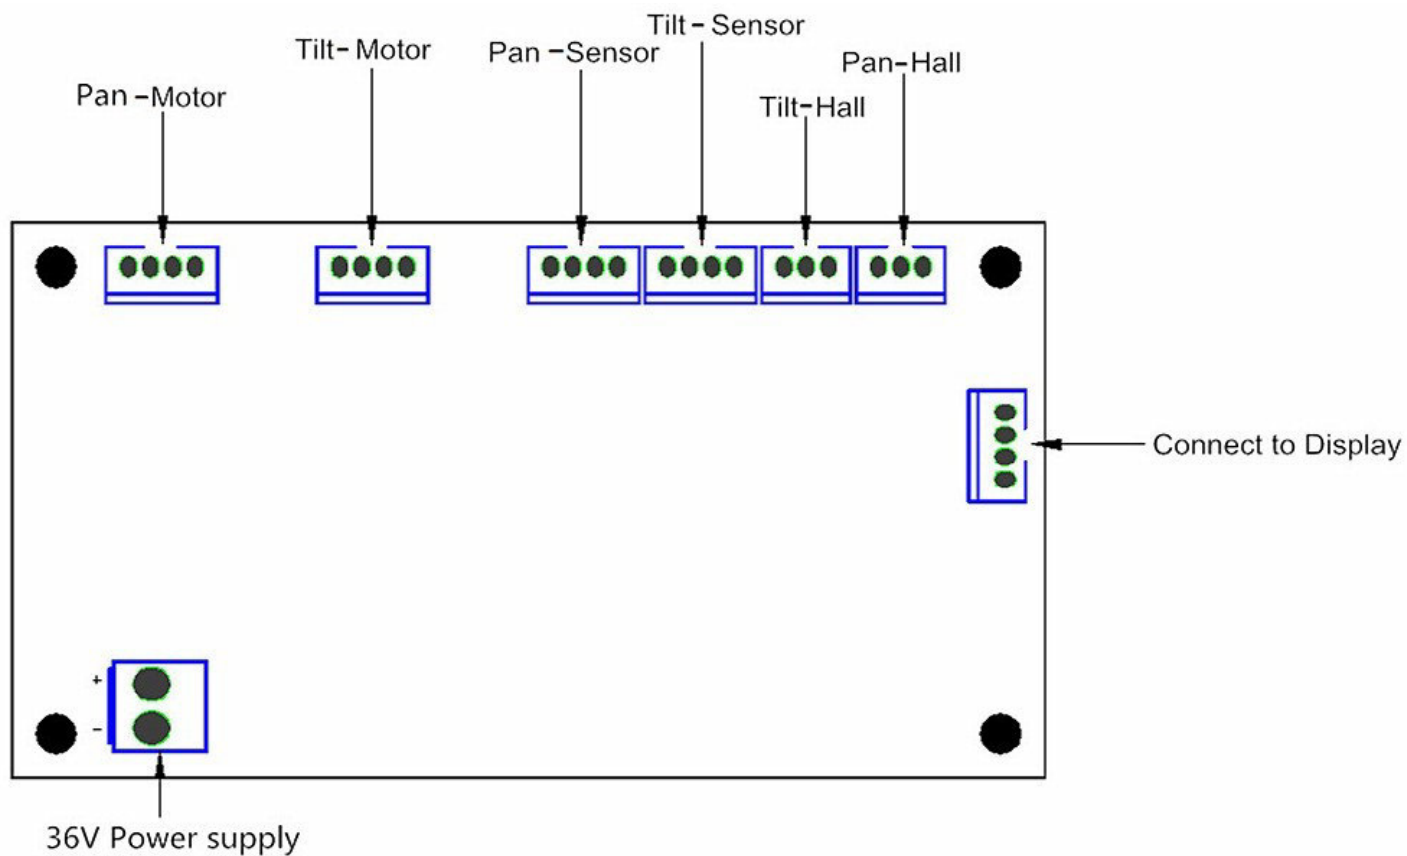 Tilt-Sensor
Tilt-Motor
Pan -Sensor
Pan-Hall
Pan -Motor
Tilt-Hall
Connect to Display
+
-
36V Power supply